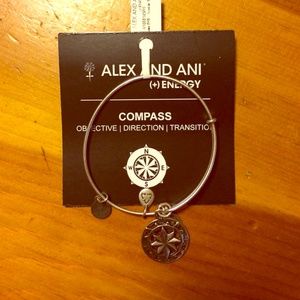 ALEX AND ANI
(+) ENERGY
COMPASS
OBJECTIVE | DIRECTION | TRANSITION
N
W E
S